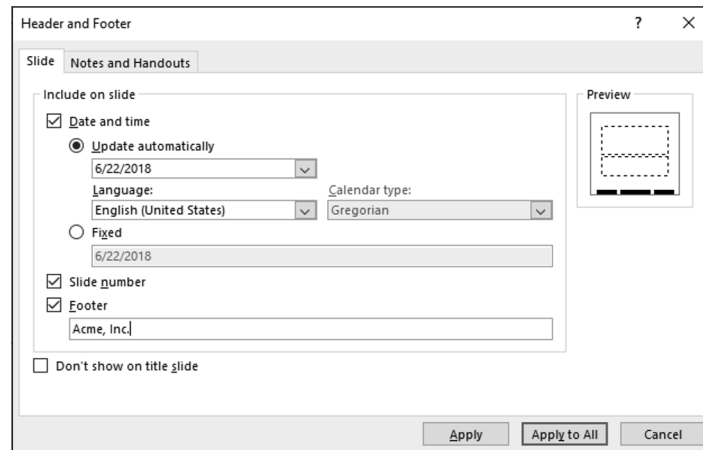 Header and Footer ?
Slide Notes and Handouts
Include on slide
Preview
Date and time
Update automatically
6/22/2018
Language: Calendar type:
English (United States) Gregorian
Fixed
6/22/2018
Slide number
Footer
Acme, Inc.
Don't show on title slide
Apply Apply to All Cancel